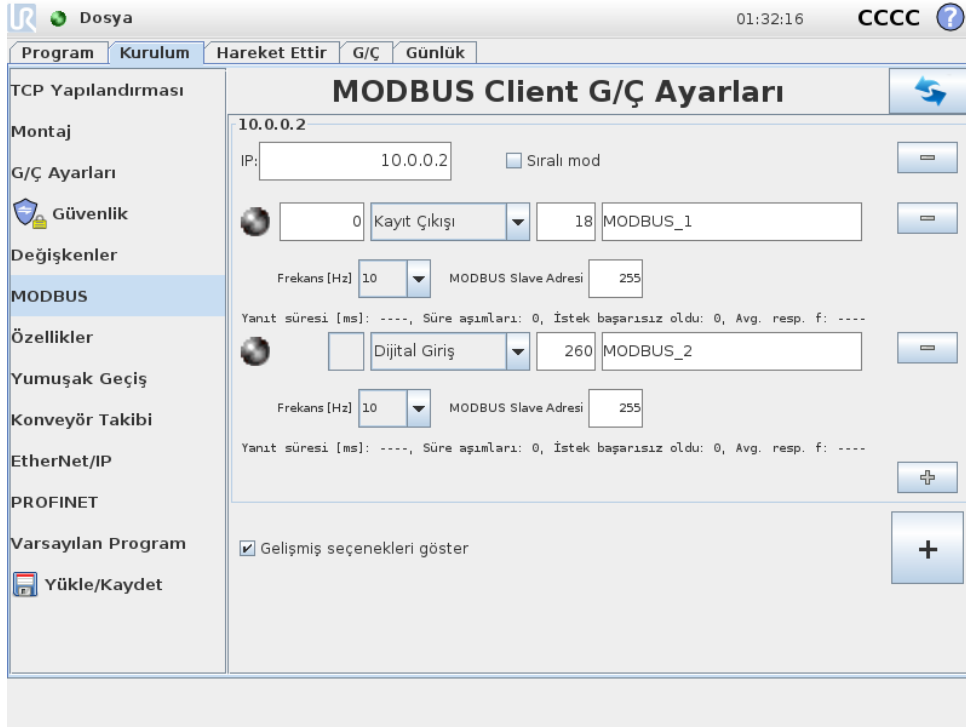 UR Dosya 01:32:16 CCCC ?
Program Kurulum Hareket Ettir G/Ç Günlük
TCP Yapılandırması
Montaj
G/Ç Ayarları
Güvenlik
Değişkenler
MODBUS
Özellikler
Yumuşak Geçiş
Konveyör Takibi
EtherNet/IP
PROFINET
Varsayılan Program
Yükle/Kaydet
MODBUS Client G/Ç Ayarları
10.0.0.2
IP: 10.0.0.2 Sıralı mod
0 Kayıt Çıkışı 18 MODBUS_1
Frekans [Hz] 10 MODBUS Slave Adresi 255
Yanıt süresi [ms]: ----, Süre aşımları: 0, İstek başarısız oldu: 0, Avg. resp. f: ----
Dijital Giriş 260 MODBUS_2
Frekans [Hz] 10 MODBUS Slave Adresi 255
Yanıt süresi [ms]: ----, Süre aşımları: 0, İstek başarısız oldu: 0, Avg. resp. f: ----
Gelişmiş seçenekleri göster